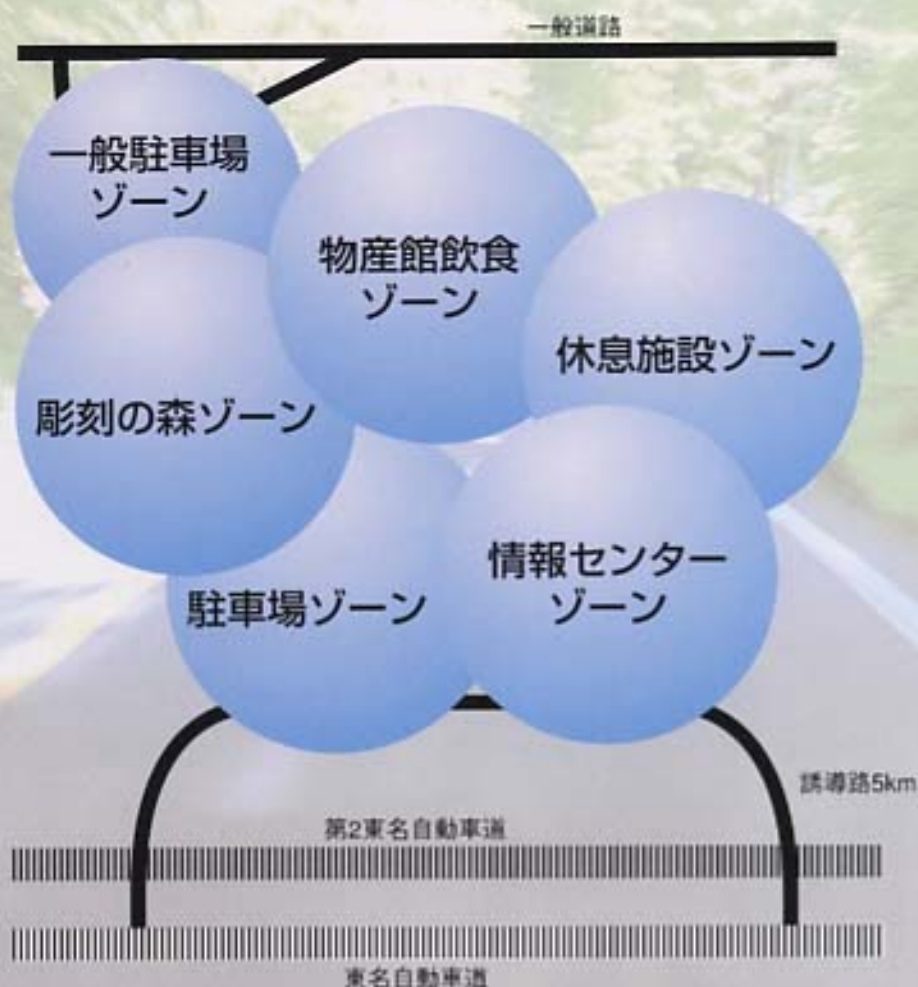 一般道路
一般駐車場
ゾーン
物産館飲食
ゾーン
休息施設ゾーン
彫刻の森ゾーン
情報センター
ゾーン
駐車場ゾーン
誘導路5km
第2東名自動車道
東名自動車道